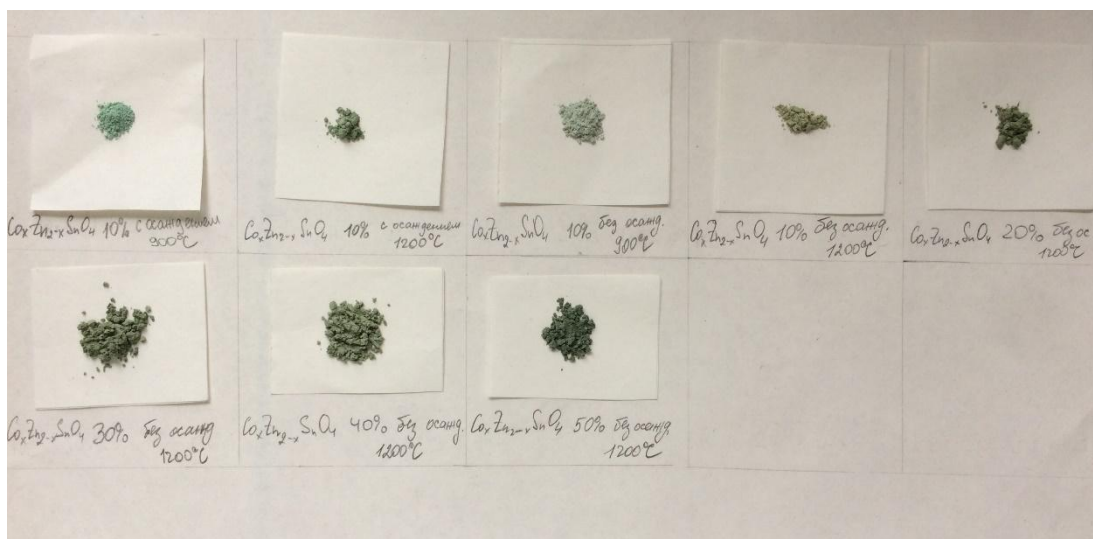 CoxZn2-xSnO4 10% с осаждением
900°C
CoxZn2-xSnO4 10% с осаждением
1200°C
CoxZn2-xSnO4 10% без осажд.
900°C
CoxZn2-xSnO4 10% без осажд.
1200°C
CoxZn2-xSnO4 20% без ос
1200°C
CoxZn2-xSnO4 30% без осажд
1200°C
CoxZn2-xSnO4 40% без осажд.
1200°C
CoxZn2-xSnO4 50% без осажд.
1200°C